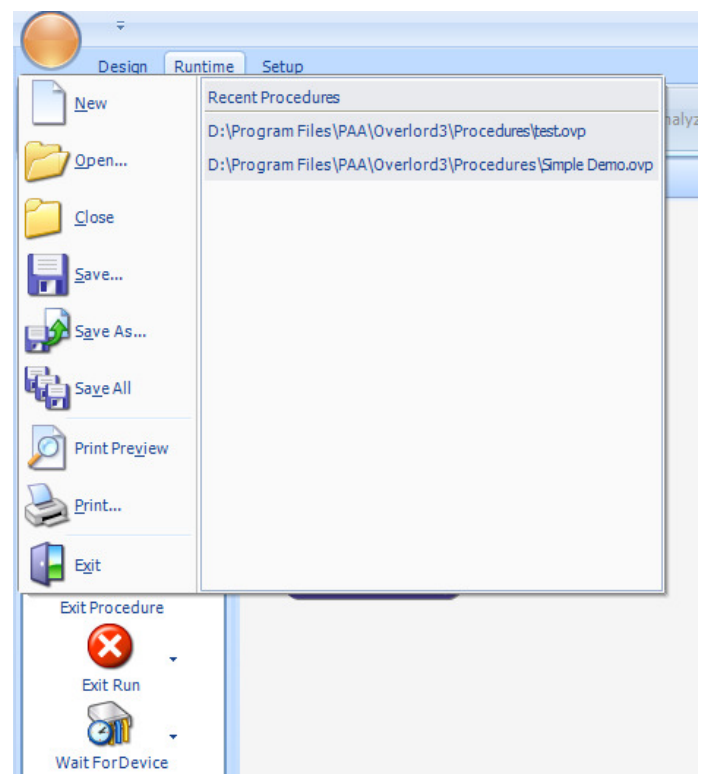 Design Runtime Setup
New
Open...
Close
Save...
Save As...
Save All
Print Preview
Print...
Exit
Recent Procedures
D:\Program Files\PAA\Overlord3\Procedures\test.ovp
D:\Program Files\PAA\Overlord3\Procedures\Simple Demo.ovp
Exit Procedure
Exit Run
Wait For Device